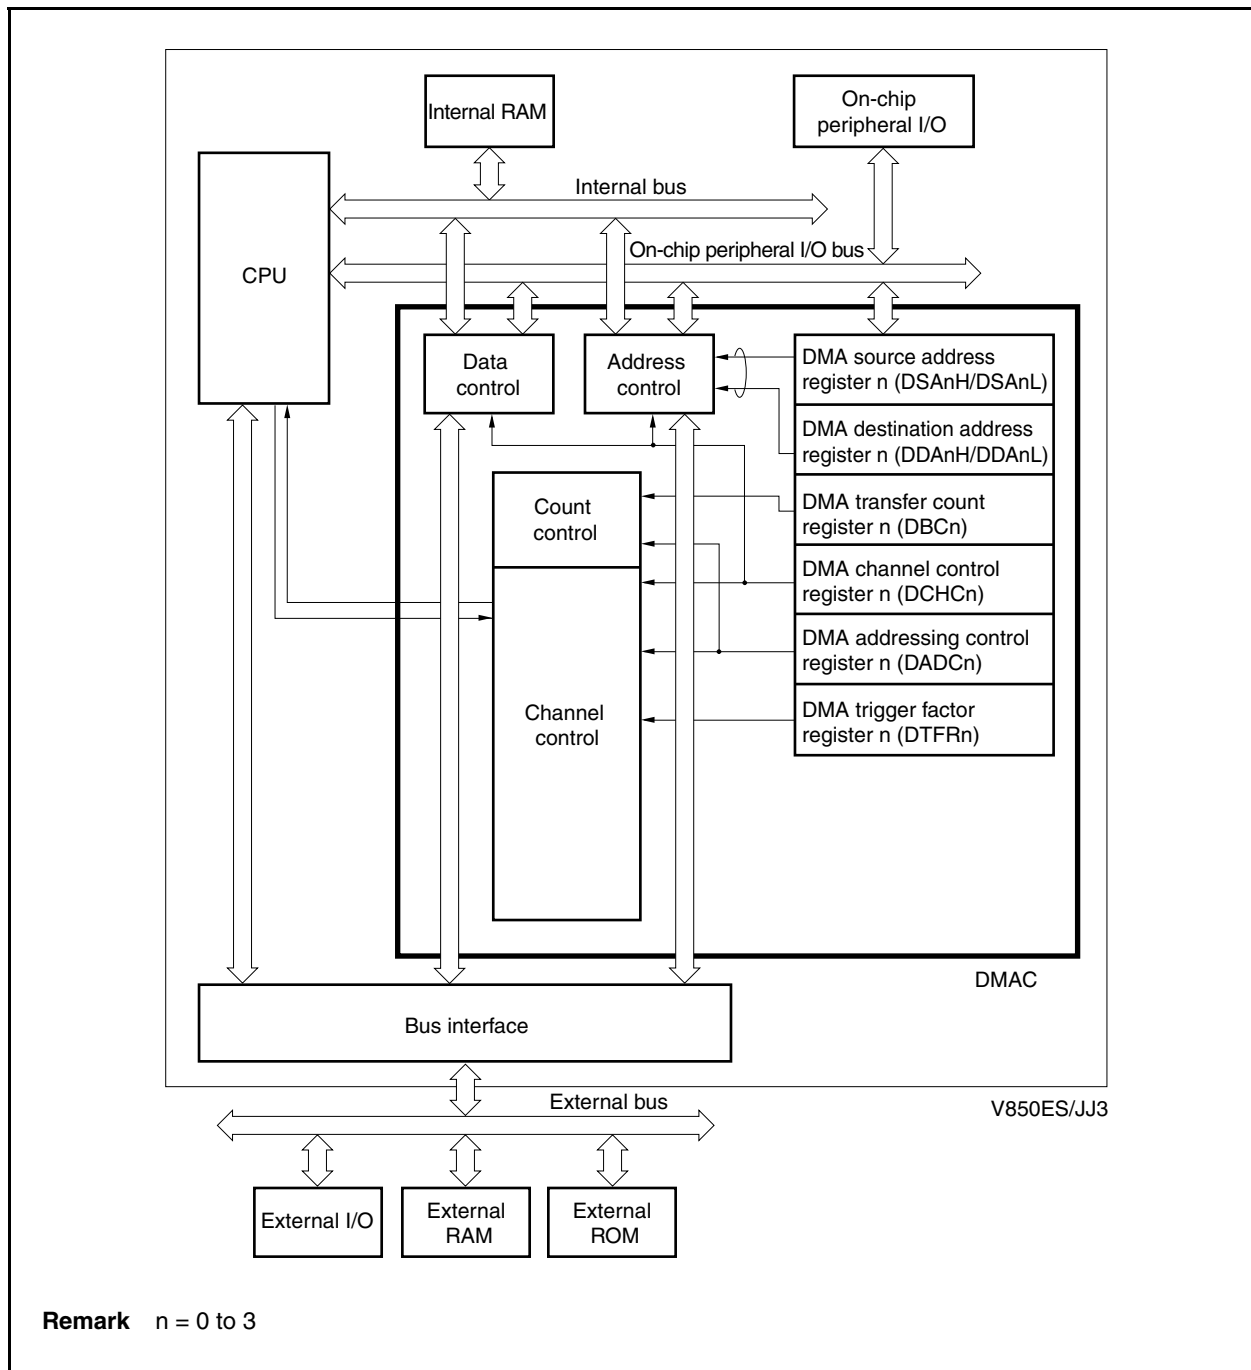 Internal RAM
On-chip
peripheral I/O
Internal bus
On-chip peripheral I/O bus
CPU
Data
control
Address
control
DMA source address
register n (DSAnH/DSAnL)
DMA destination address
register n (DDAnH/DDAnL)
Count
control
DMA transfer count
register n (DBCn)
DMA channel control
register n (DCHCn)
DMA addressing control
register n (DADCn)
Channel
control
DMA trigger factor
register n (DTFRn)
DMAC
Bus interface
V850ES/JJ3
External bus
External I/O
External
RAM
External
ROM
Remark n = 0 to 3